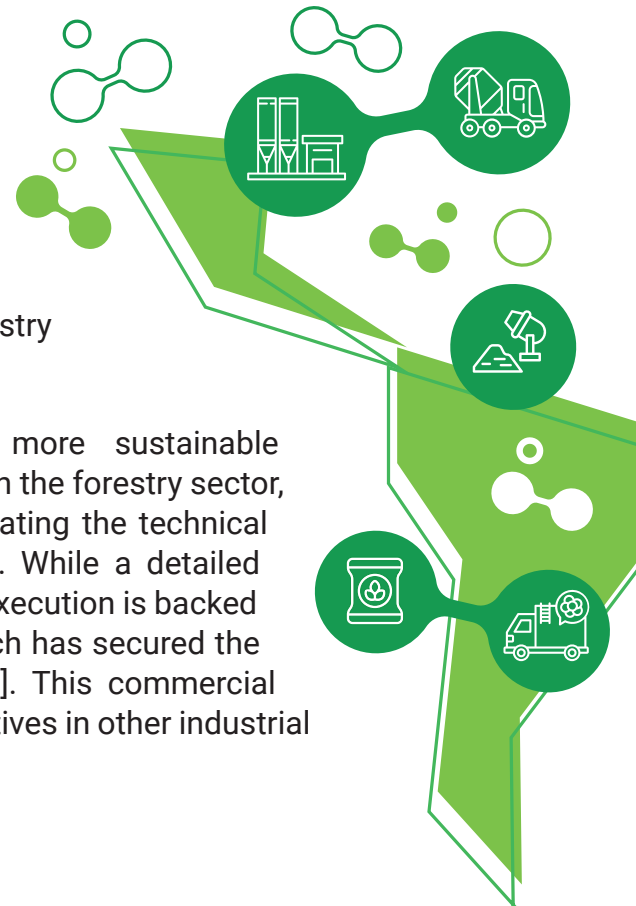 stry
more sustainable
n the forestry sector,
ating the technical
. While a detailed
xecution is backed
ch has secured the
]. This commercial
tives in other industrial